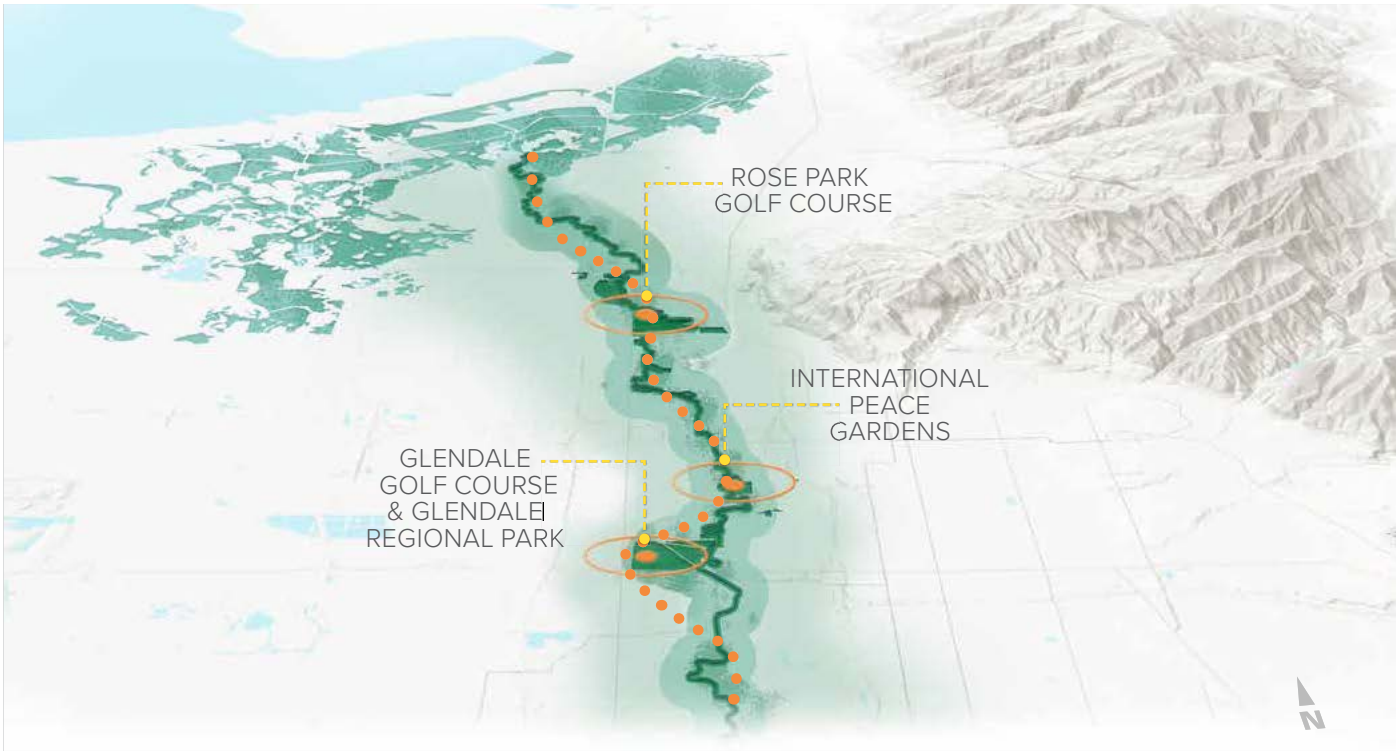 ROSE PARK
GOLF COURSE
INTERNATIONAL
PEACE
GARDENS
GLENDALE
GOLF COURSE
& GLENDALE
REGIONAL PARK
N